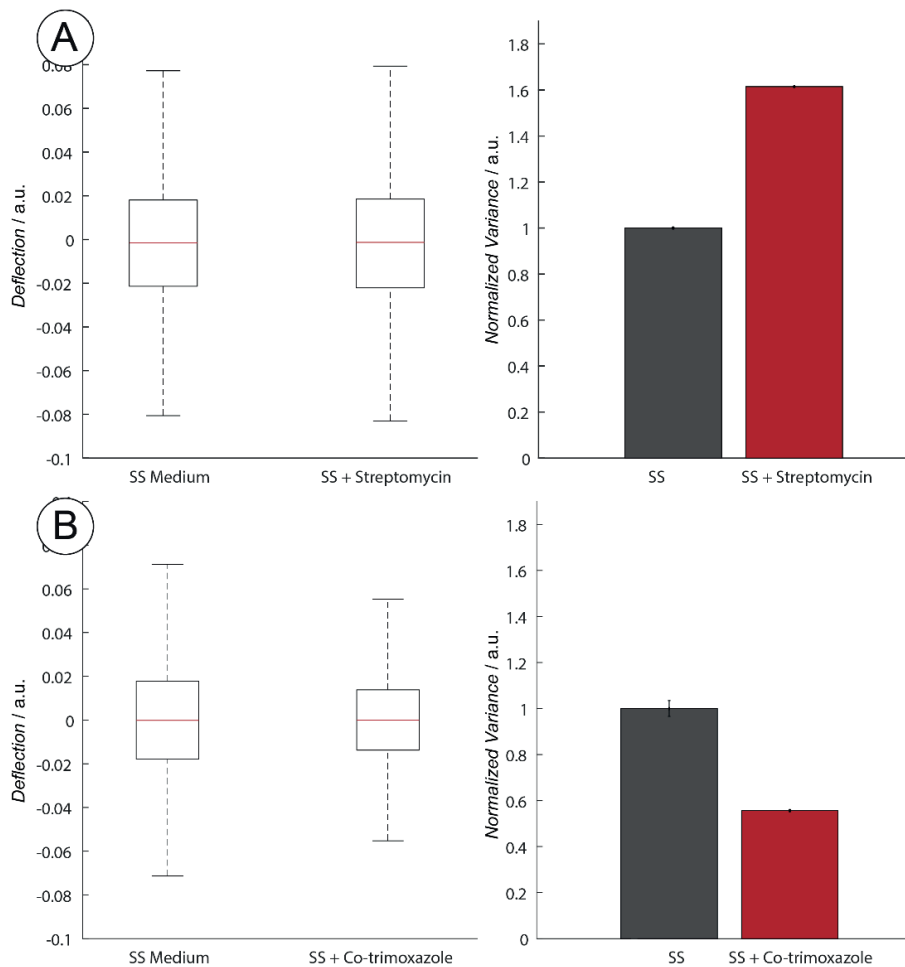 A
0.08
0.06
0.04
0.02
0
-0.02
-0.04
-0.06
-0.08
-0.1
Deflection / a.u.
SS Medium
SS + Streptomycin
1.8
1.6
1.4
1.2
1
0.8
0.6
0.4
0.2
0
Normalized Variance / a.u.
SS
SS + Streptomycin
B
0.06
0.04
0.02
0
-0.02
-0.04
-0.06
-0.08
-0.1
Deflection / a.u.
SS Medium
SS + Co-trimoxazole
1.8
1.6
1.4
1.2
1
0.8
0.6
0.4
0.2
0
Normalized Variance / a.u.
SS
SS + Co-trimoxazole